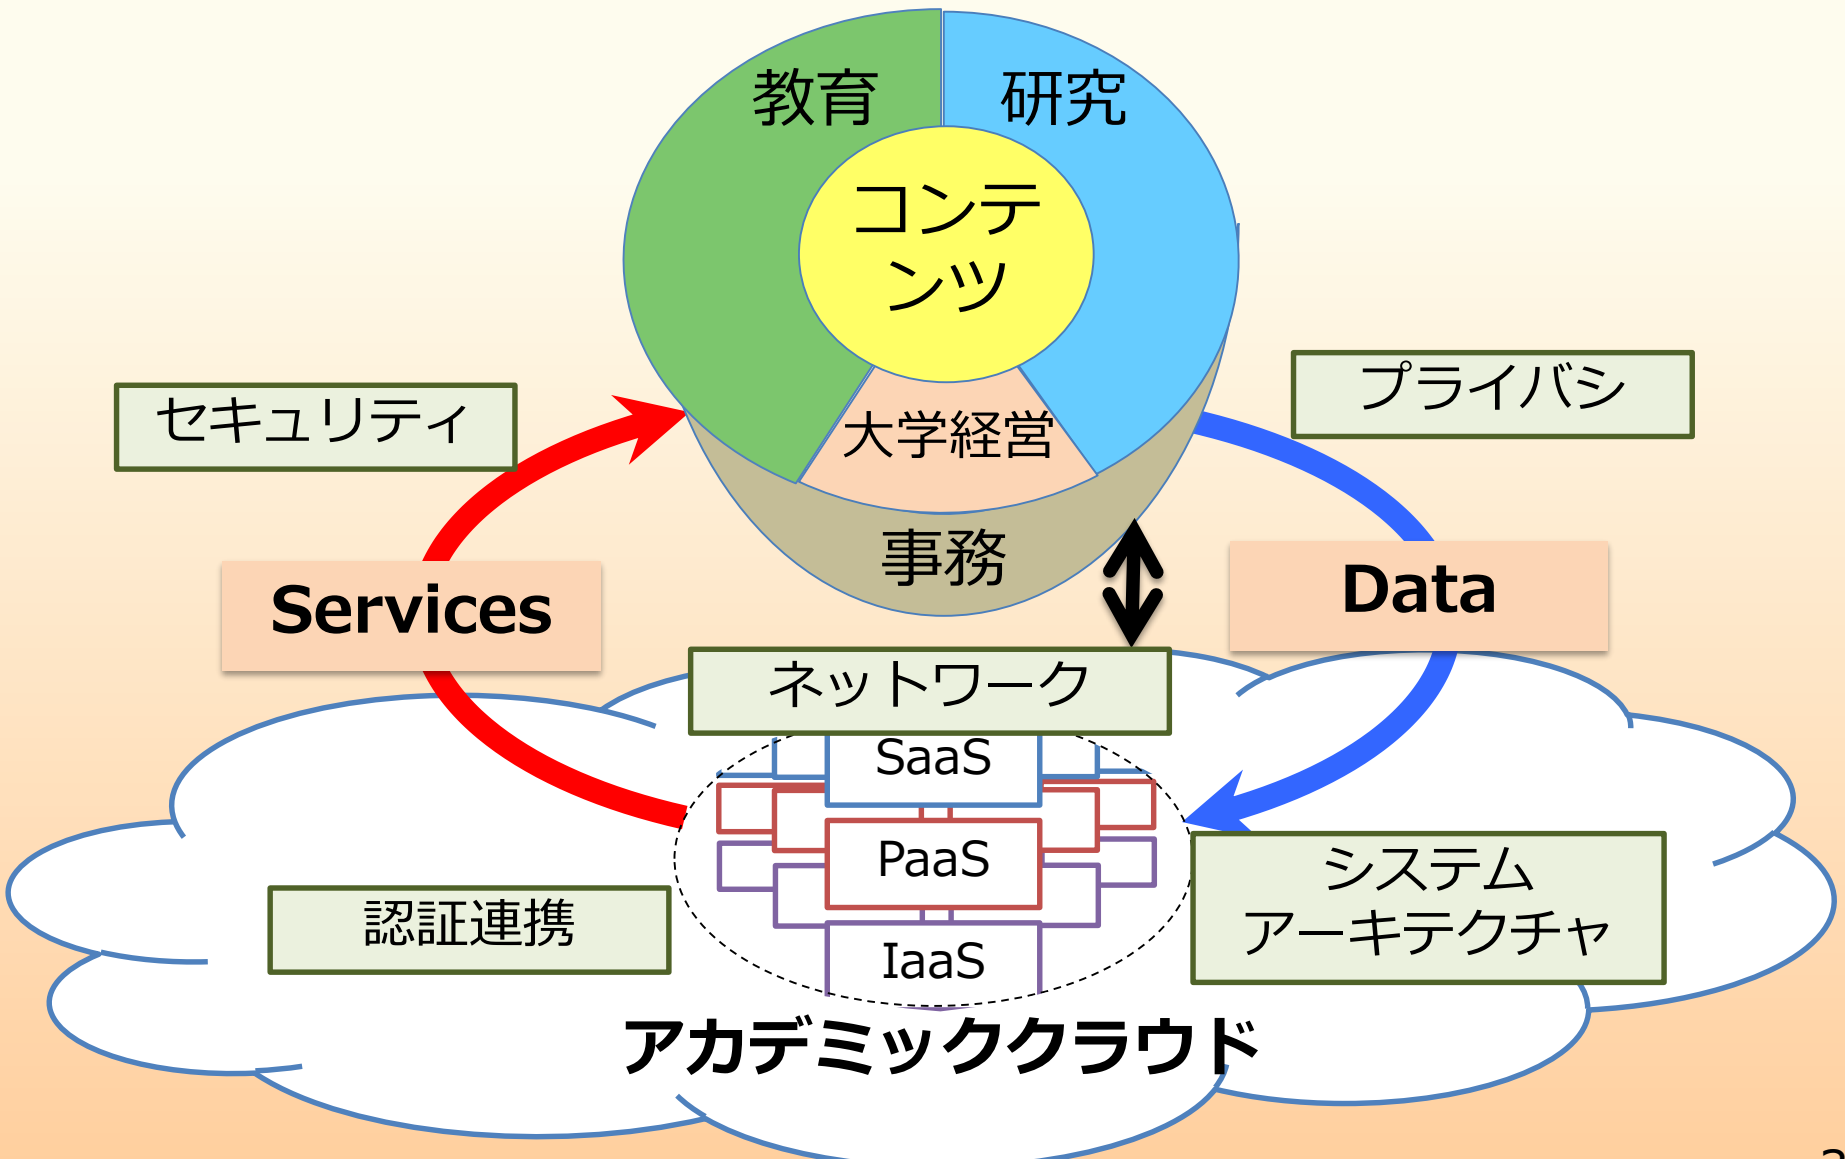 教育
研究
コンテ
ンツ
大学経営
事務
セキュリティ
プライバシ
Services
Data
ネットワーク
SaaS
PaaS
IaaS
認証連携
システム
アーキテクチャ
アカデミッククラウド